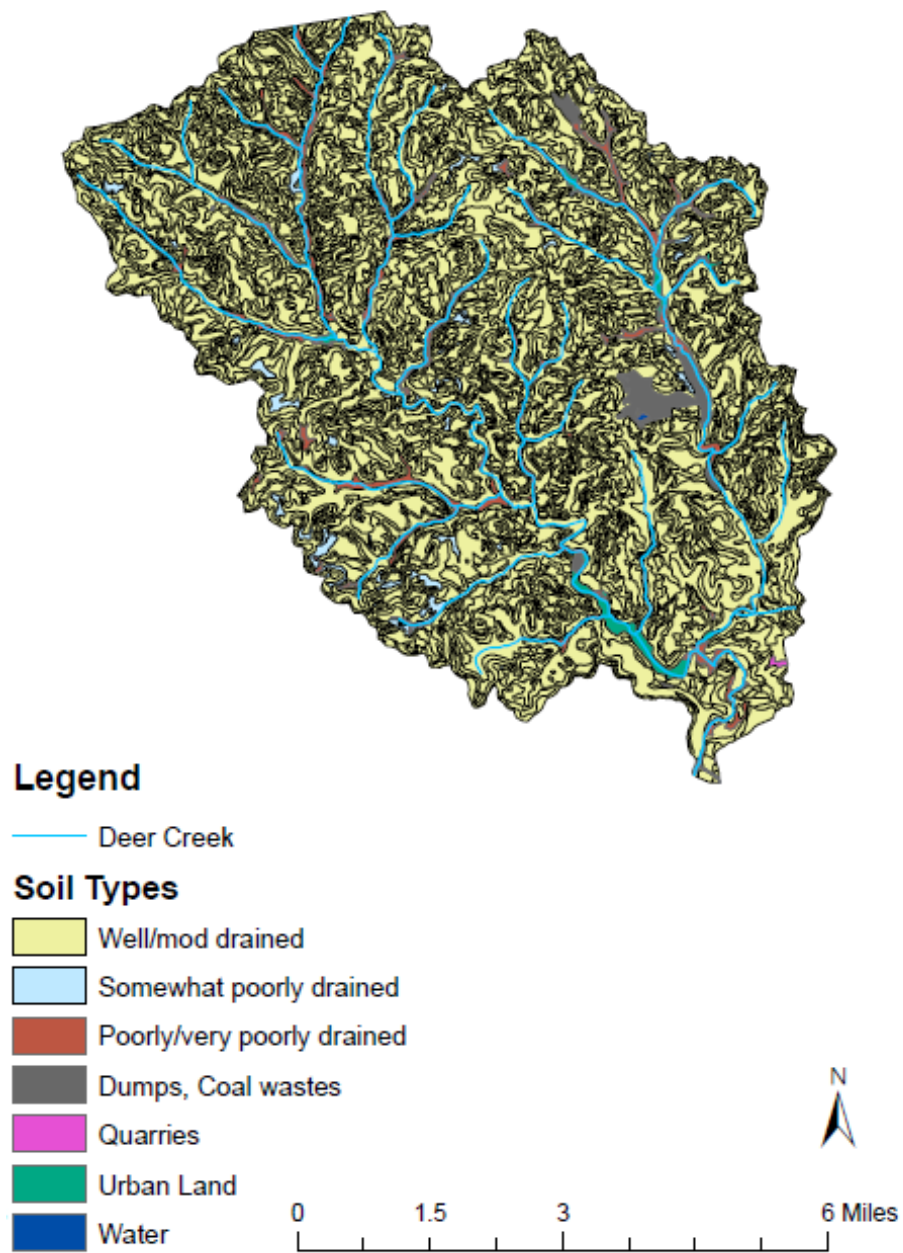 Legend
Deer Creek
Soil Types
Well/mod drained
Somewhat poorly drained
Poorly/very poorly drained
Dumps, Coal wastes
Quarries
Urban Land
Water
N
0 1.5 3 6 Miles